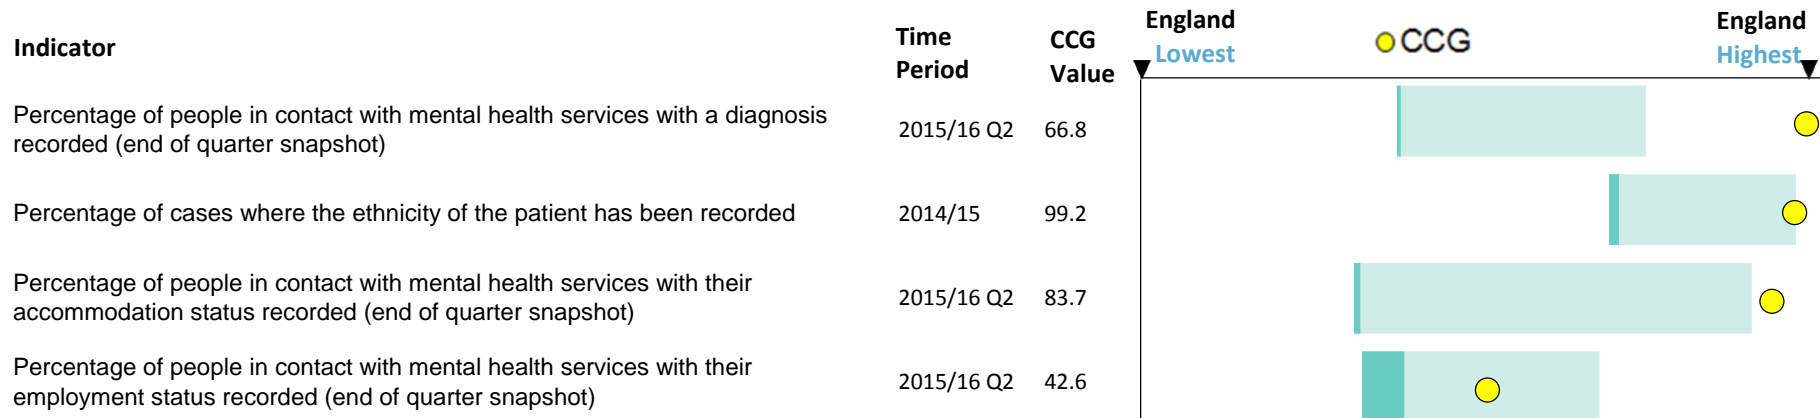 Indicator
Time Period
CCG Value
England Lowest
CCG
England Highest
Percentage of people in contact with mental health services with a diagnosis
recorded (end of quarter snapshot)
2015/16 Q2
66.8
Percentage of cases where the ethnicity of the patient has been recorded
2014/15
99.2
Percentage of people in contact with mental health services with their
accommodation status recorded (end of quarter snapshot)
2015/16 Q2
83.7
Percentage of people in contact with mental health services with their
employment status recorded (end of quarter snapshot)
2015/16 Q2
42.6